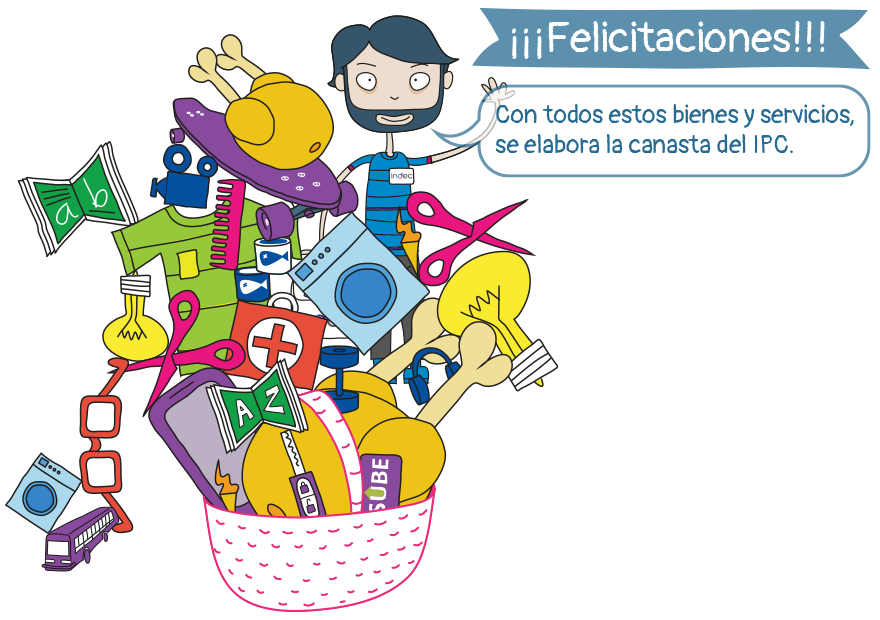 ¡¡¡Felicitaciones!!!
Con todos estos bienes y servicios,
se elabora la canasta del IPC.
indec
a b
A Z
SUBE